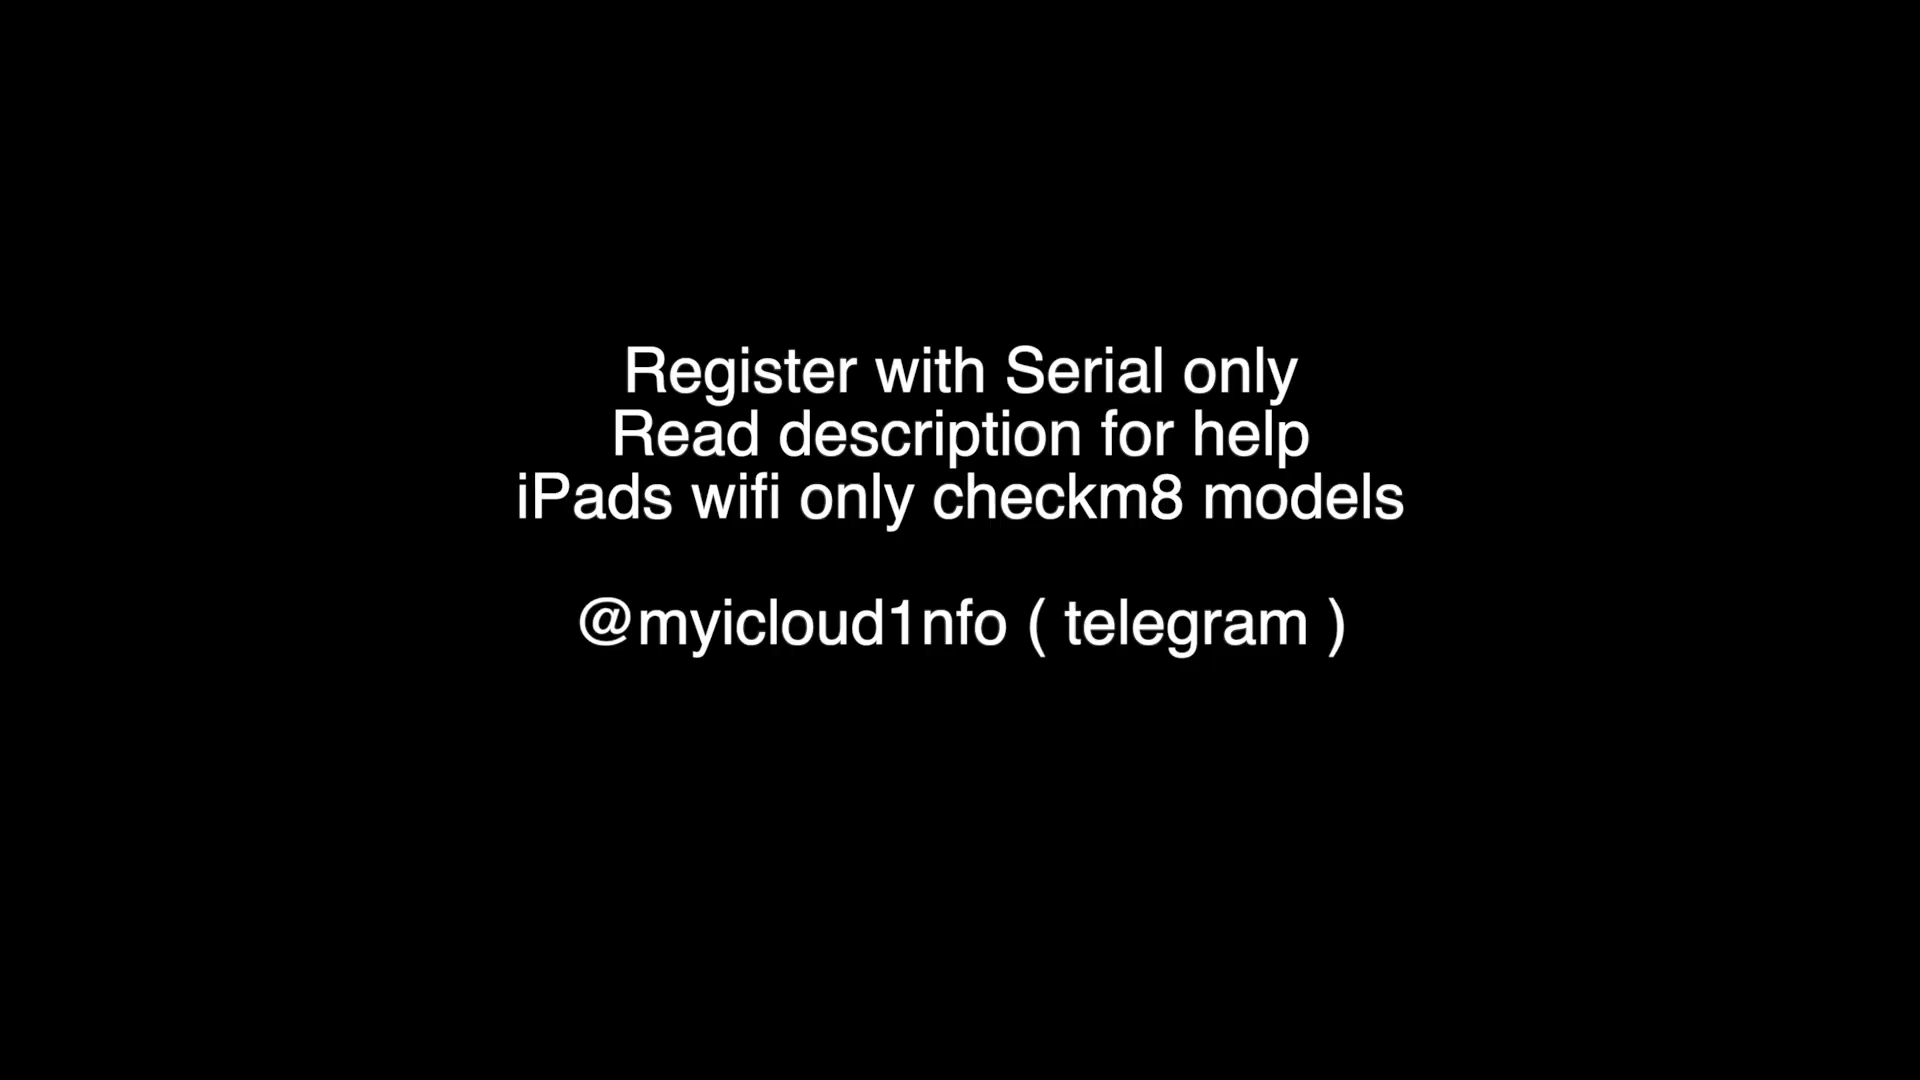 Register with Serial only
Read description for help
iPads wifi only checkm8 models
@myicloud1nfo ( telegram )